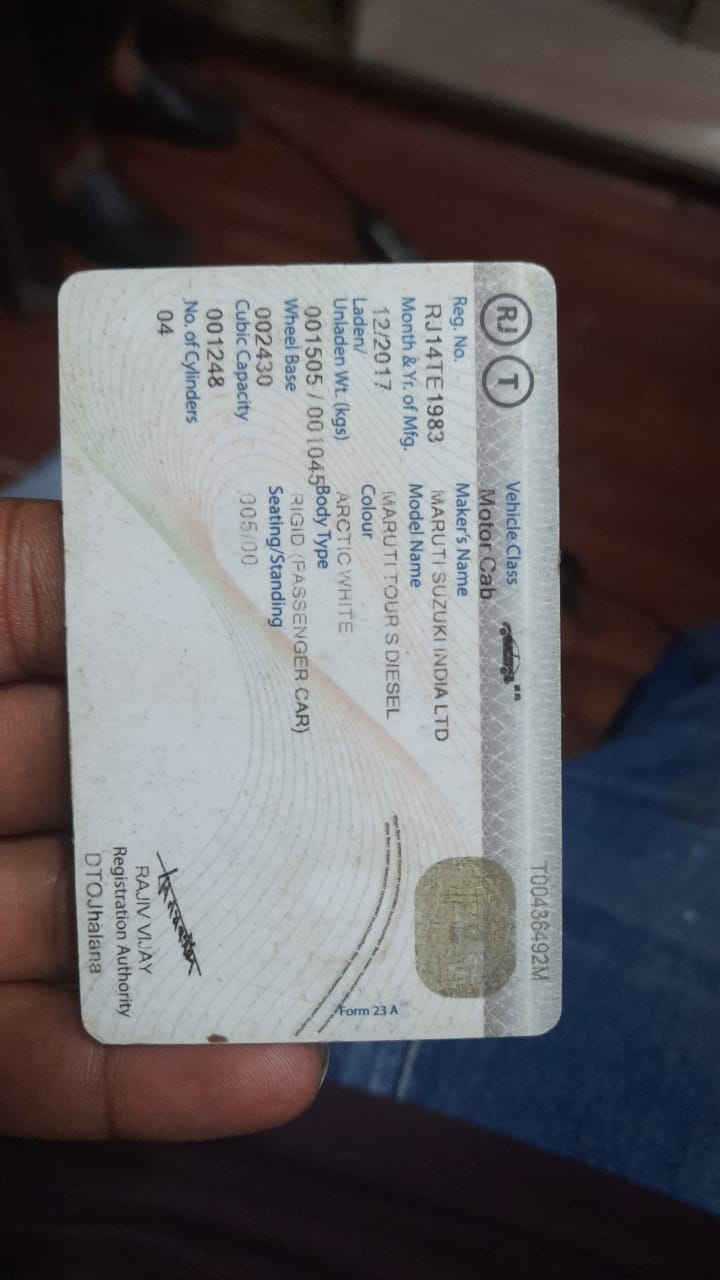 RJ T
Vehicle Class
Motor Cab
T00436492M
Reg. No.
RJ14TE1983
Maker's Name
MARUTI SUZUKI INDIA LTD
Month & Yr. of Mfg.
12/2017
Model Name
MARUTI TOUR S DIESEL
Laden/
Unladen Wt. (kgs)
001505 / 001045
Colour
ARCTIC WHITE
Wheel Base
002430
Body Type
RIGID (PASSENGER CAR)
Cubic Capacity
001248
Seating/Standing
005/00
No. of Cylinders
04
Form 23 A
RAJIV VIJAY
Registration Authority
DTOJhalana